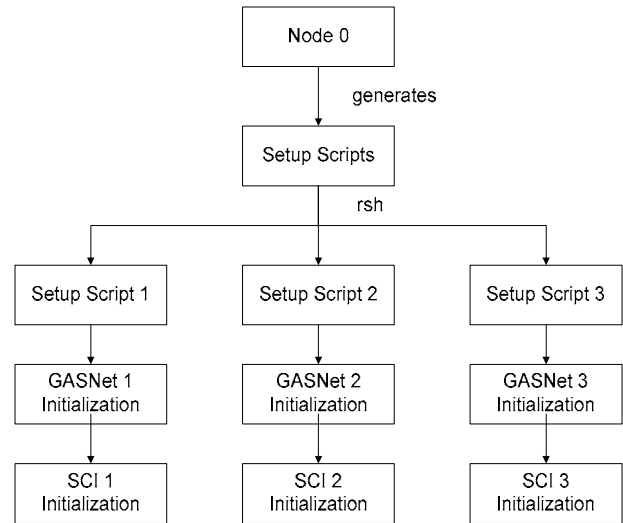 Node 0
generates
Setup Scripts
rsh
Setup Script 1
Setup Script 2
Setup Script 3
GASNet 1
Initialization
GASNet 2
Initialization
GASNet 3
Initialization
SCI 1
Initialization
SCI 2
Initialization
SCI 3
Initialization